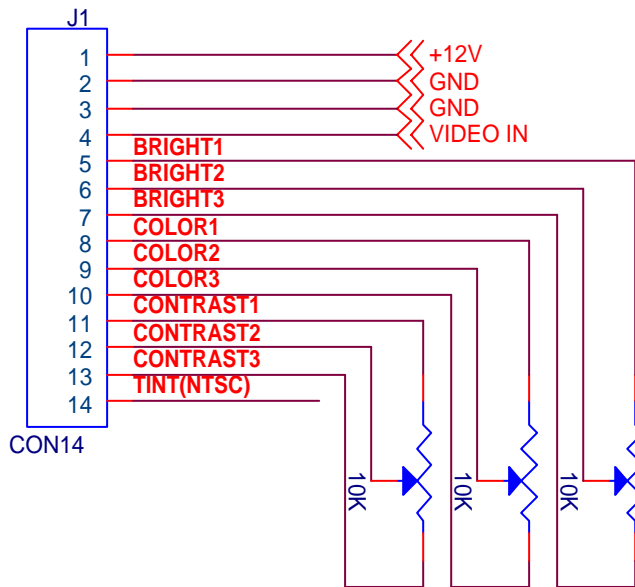 J1
1 +12V
2 GND
3 GND
4 VIDEO IN
BRIGHT1
5
BRIGHT2
6
BRIGHT3
7
COLOR1
8
COLOR2
9
COLOR3
10
CONTRAST1
11
CONTRAST2
12
CONTRAST3
13
TINT(NTSC)
14
CON14
10K 10K 10K